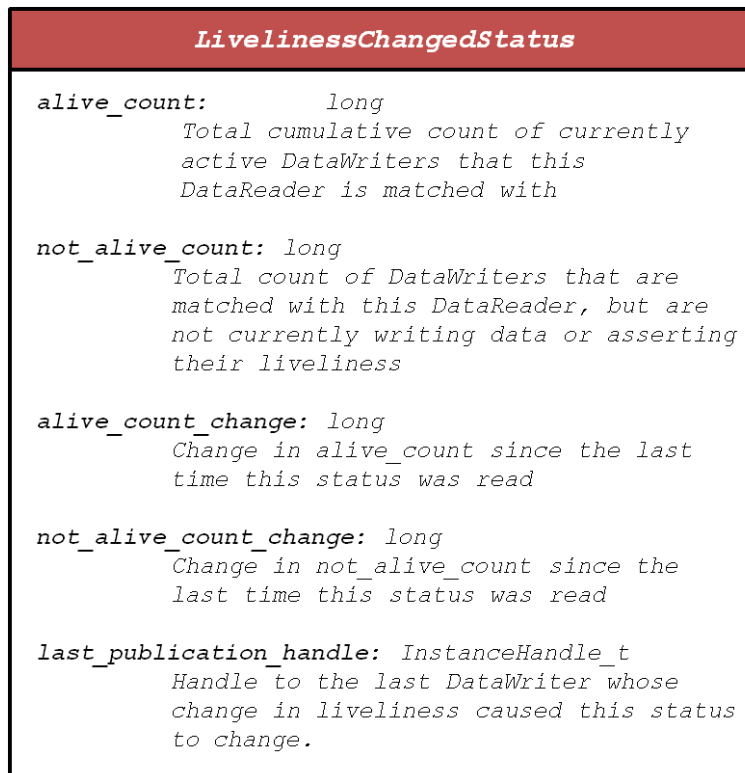 LivelinessChangedStatus
alive_count: long
Total cumulative count of currently
active DataWriters that this
DataReader is matched with
not_alive_count: long
Total count of DataWriters that are
matched with this DataReader, but are
not currently writing data or asserting
their liveliness
alive_count_change: long
Change in alive_count since the last
time this status was read
not_alive_count_change: long
Change in not_alive_count since the
last time this status was read
last_publication_handle: InstanceHandle_t
Handle to the last DataWriter whose
change in liveliness caused this status
to change.